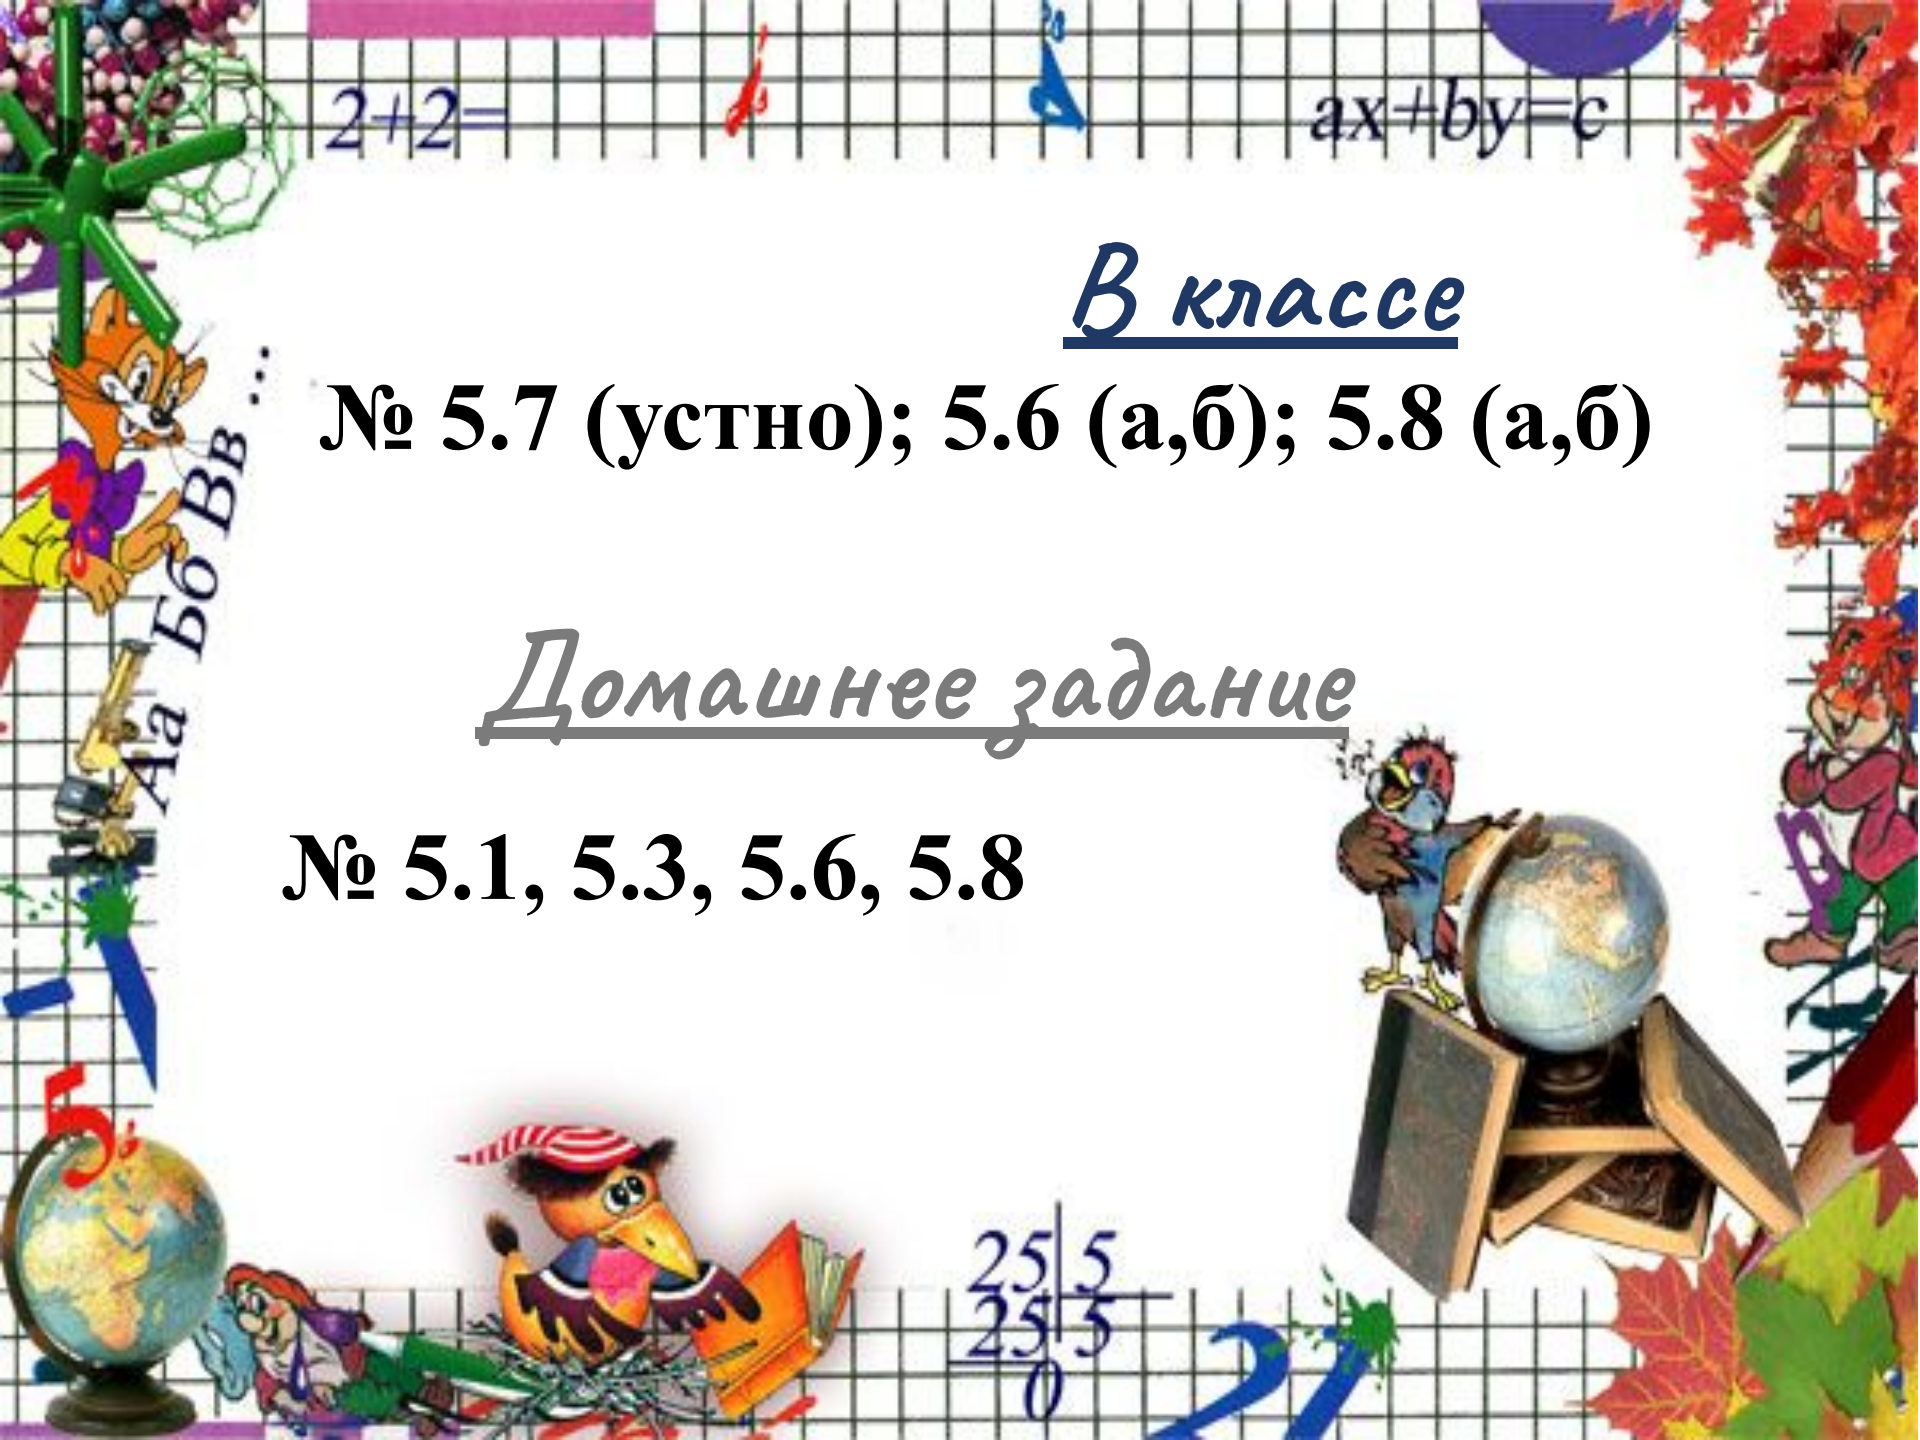 2+2=
ax+by=c
В классе
№ 5.7 (устно); 5.6 (а,б); 5.8 (а,б)
Аа Бб Вв ...
Домашнее задание
№ 5.1, 5.3, 5.6, 5.8
5
25 5
25 5
0